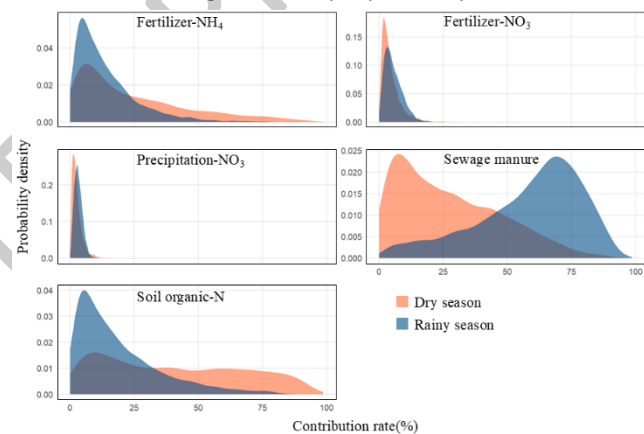 Fertilizer-NH₄
Fertilizer-NO₃
0.04
0.02
0.00
0.15
0.10
0.05
0.00
Precipitation-NO₃
Sewage manure
0.2
0.1
0.0
0.025
0.020
0.015
0.010
0.005
0.000
0 25 50 75 100
Probability density
Soil organic-N
0.04
0.03
0.02
0.01
0.00
0 25 50 75 100
Dry season
Rainy season
Contribution rate(%)